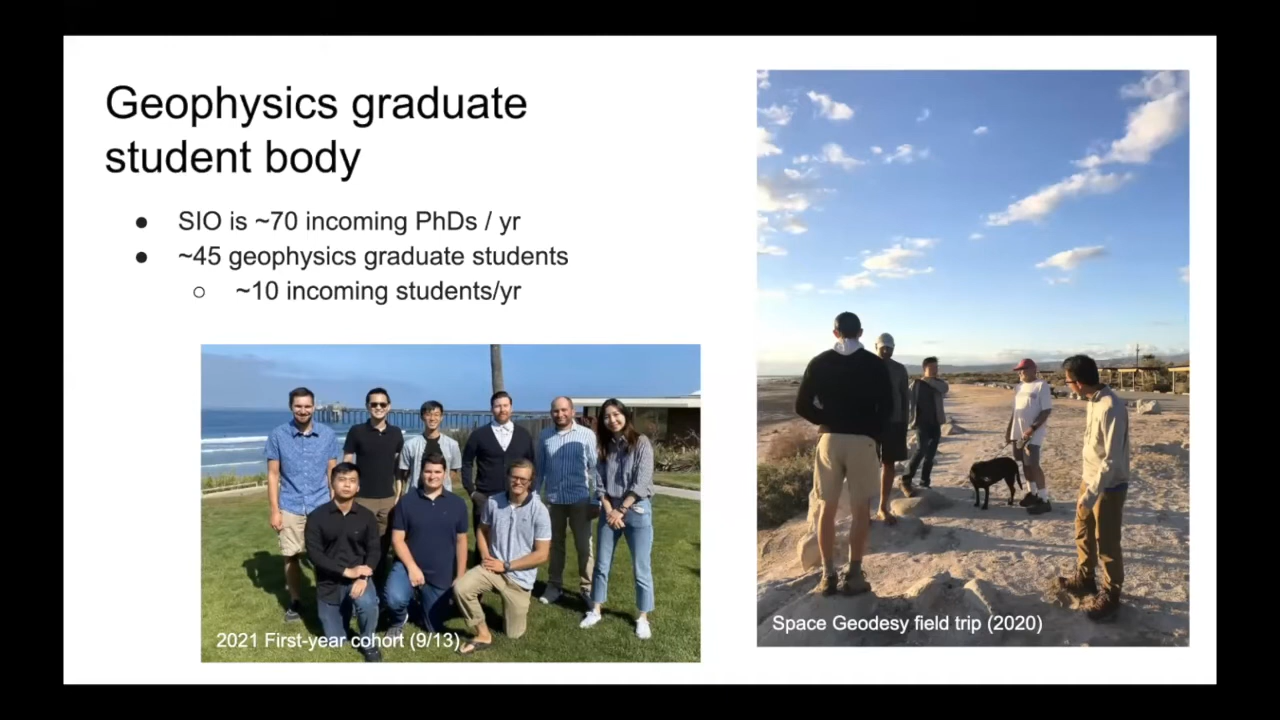 Geophysics graduate
student body
● SIO is ~70 incoming PhDs / yr
● ~45 geophysics graduate students
○ ~10 incoming students/yr
2021 First-year cohort (9/13)
Space Geodesy field trip (2020)